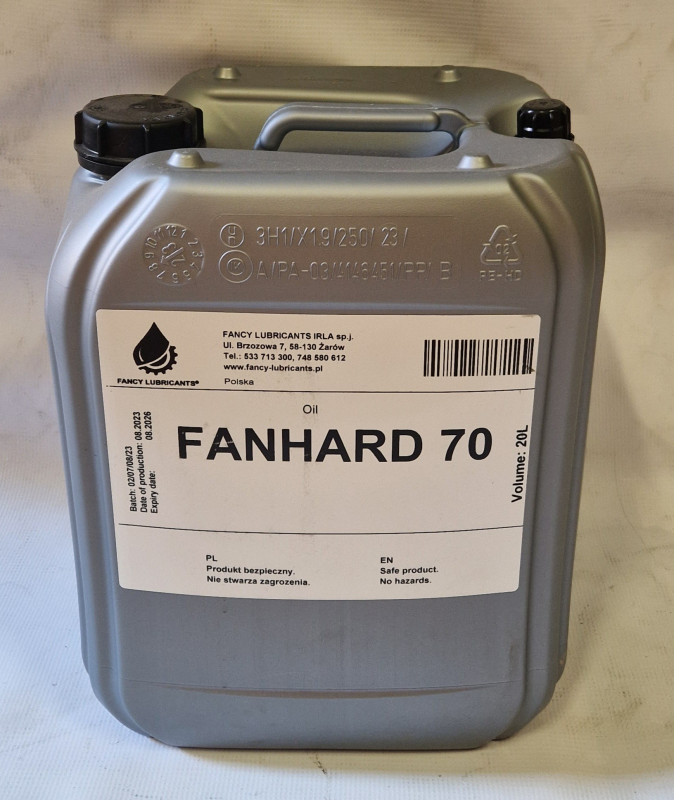 3H1/X1.9/250/ 23/
02
PE-HD
FANCY LUBRICANTS IRLA sp.j.
Ul. Brzozowa 7, 58-130 Żarów
Tel.: 533 713 300, 748 580 612
www.fancy-lubricants.pl
Polska
FANCY LUBRICANTS®
Oil
FANHARD 70
Batch: 02/07/08/23
Date of production: 08.2023
Expiry date: 08.2026
Volume: 20L
PL
Produkt bezpieczny.
Nie stwarza zagrożenia.
EN
Safe product.
No hazards.